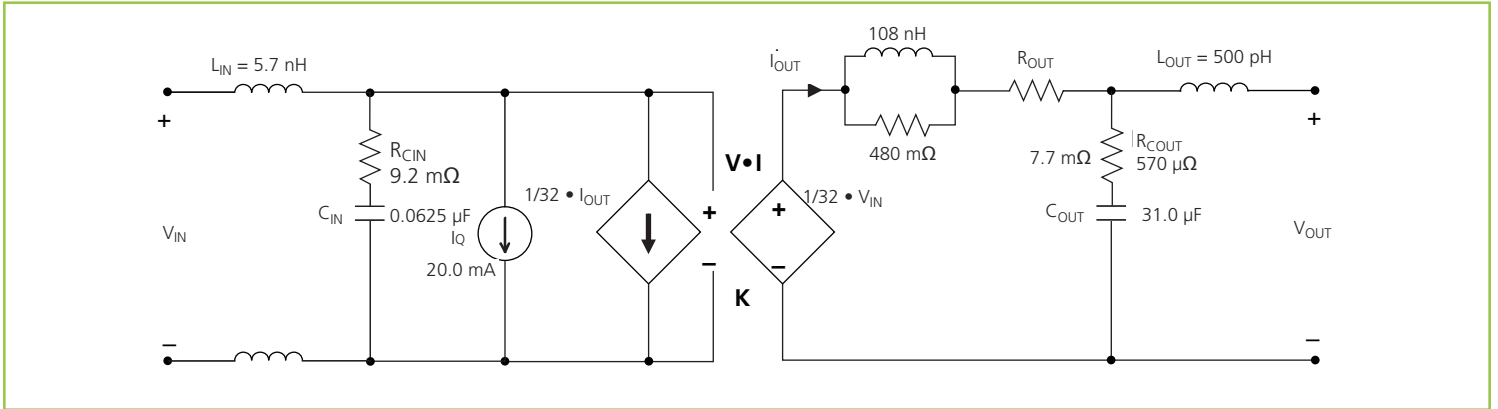 L_IN = 5.7 nH
+
R_CIN
9.2 mΩ
C_IN
0.0625 µF
V_IN
I_Q
20.0 mA
–
1/32 • I_OUT
+
–
V•I
K
1/32 • V_IN
+
–
I_OUT
108 nH
480 mΩ
R_OUT
L_OUT = 500 pH
+
7.7 mΩ
R_COUT
570 µΩ
C_OUT
31.0 µF
V_OUT
–